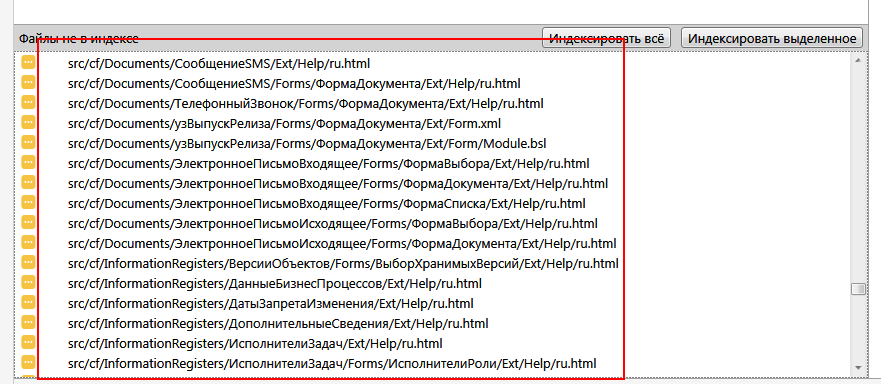 Файлы не в индексе
Индексировать всё
Индексировать выделенное
src/cf/Documents/СообщениеSMS/Ext/Help/ru.html
src/cf/Documents/СообщениеSMS/Forms/ФормаДокумента/Ext/Help/ru.html
src/cf/Documents/ТелефонныйЗвонок/Forms/ФормаДокумента/Ext/Help/ru.html
src/cf/Documents/узВыпускРелиза/Forms/ФормаДокумента/Ext/Form.xml
src/cf/Documents/узВыпускРелиза/Forms/ФормаДокумента/Ext/Form/Module.bsl
src/cf/Documents/ЭлектронноеПисьмоВходящее/Forms/ФормаВыбора/Ext/Help/ru.html
src/cf/Documents/ЭлектронноеПисьмоВходящее/Forms/ФормаДокумента/Ext/Help/ru.html
src/cf/Documents/ЭлектронноеПисьмоВходящее/Forms/ФормаСписка/Ext/Help/ru.html
src/cf/Documents/ЭлектронноеПисьмоИсходящее/Forms/ФормаВыбора/Ext/Help/ru.html
src/cf/Documents/ЭлектронноеПисьмоИсходящее/Forms/ФормаДокумента/Ext/Help/ru.html
src/cf/InformationRegisters/ВерсииОбъектов/Forms/ВыборХранимыхВерсий/Ext/Help/ru.html
src/cf/InformationRegisters/ДанныеБизнесПроцессов/Ext/Help/ru.html
src/cf/InformationRegisters/ДатыЗапретаИзменения/Ext/Help/ru.html
src/cf/InformationRegisters/ДополнительныеСведения/Ext/Help/ru.html
src/cf/InformationRegisters/ИсполнителиЗадач/Ext/Help/ru.html
src/cf/InformationRegisters/ИсполнителиЗадач/Forms/ИсполнителиРоли/Ext/Help/ru.html